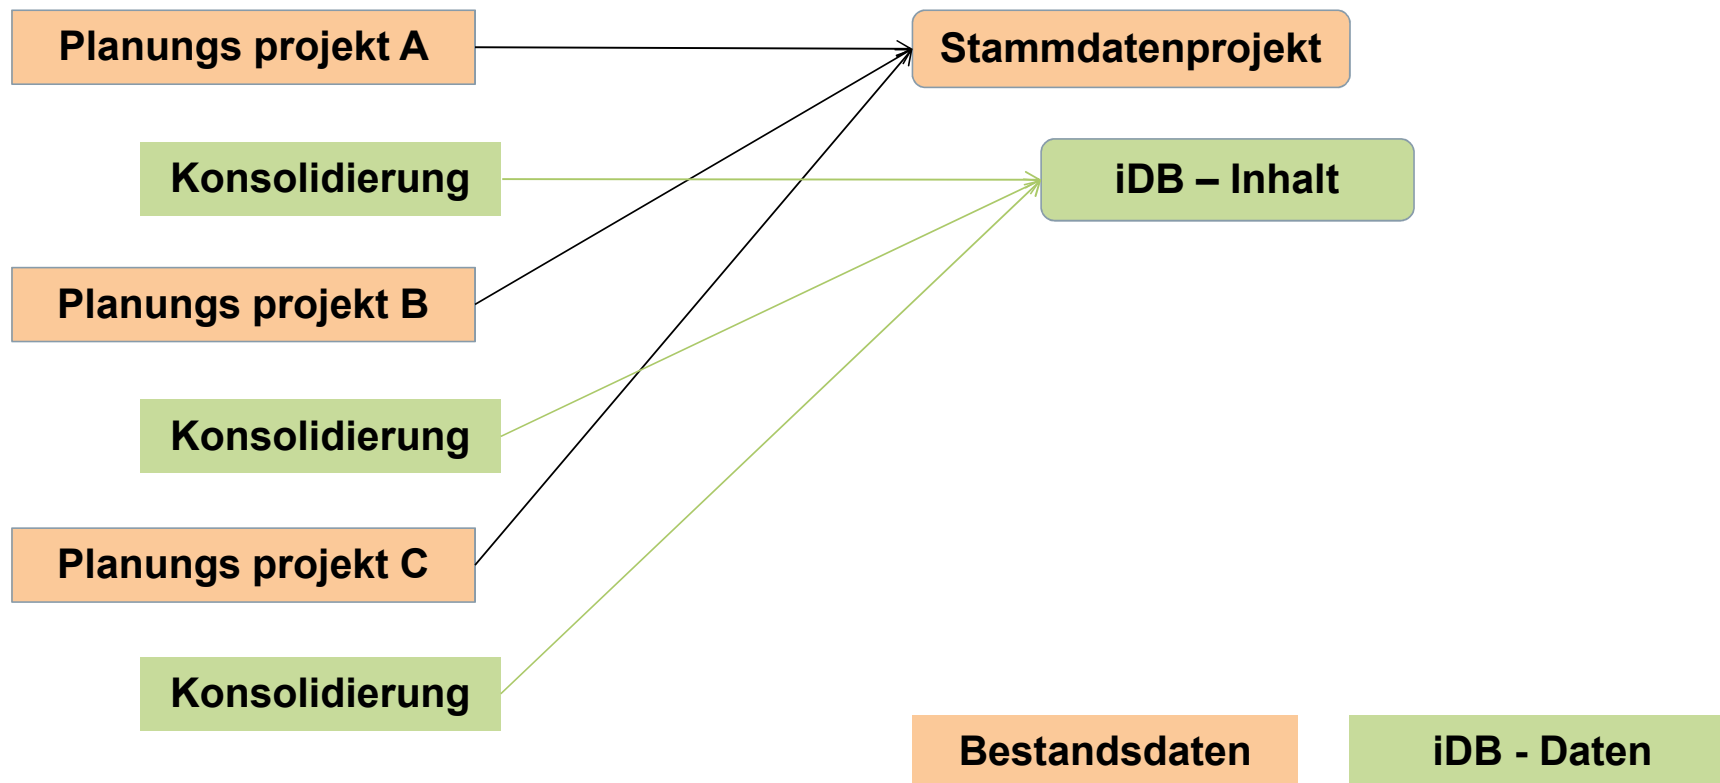 Planungs projekt A
Stammdatenprojekt
Konsolidierung
iDB – Inhalt
Planungs projekt B
Konsolidierung
Planungs projekt C
Konsolidierung
Bestandsdaten
iDB - Daten